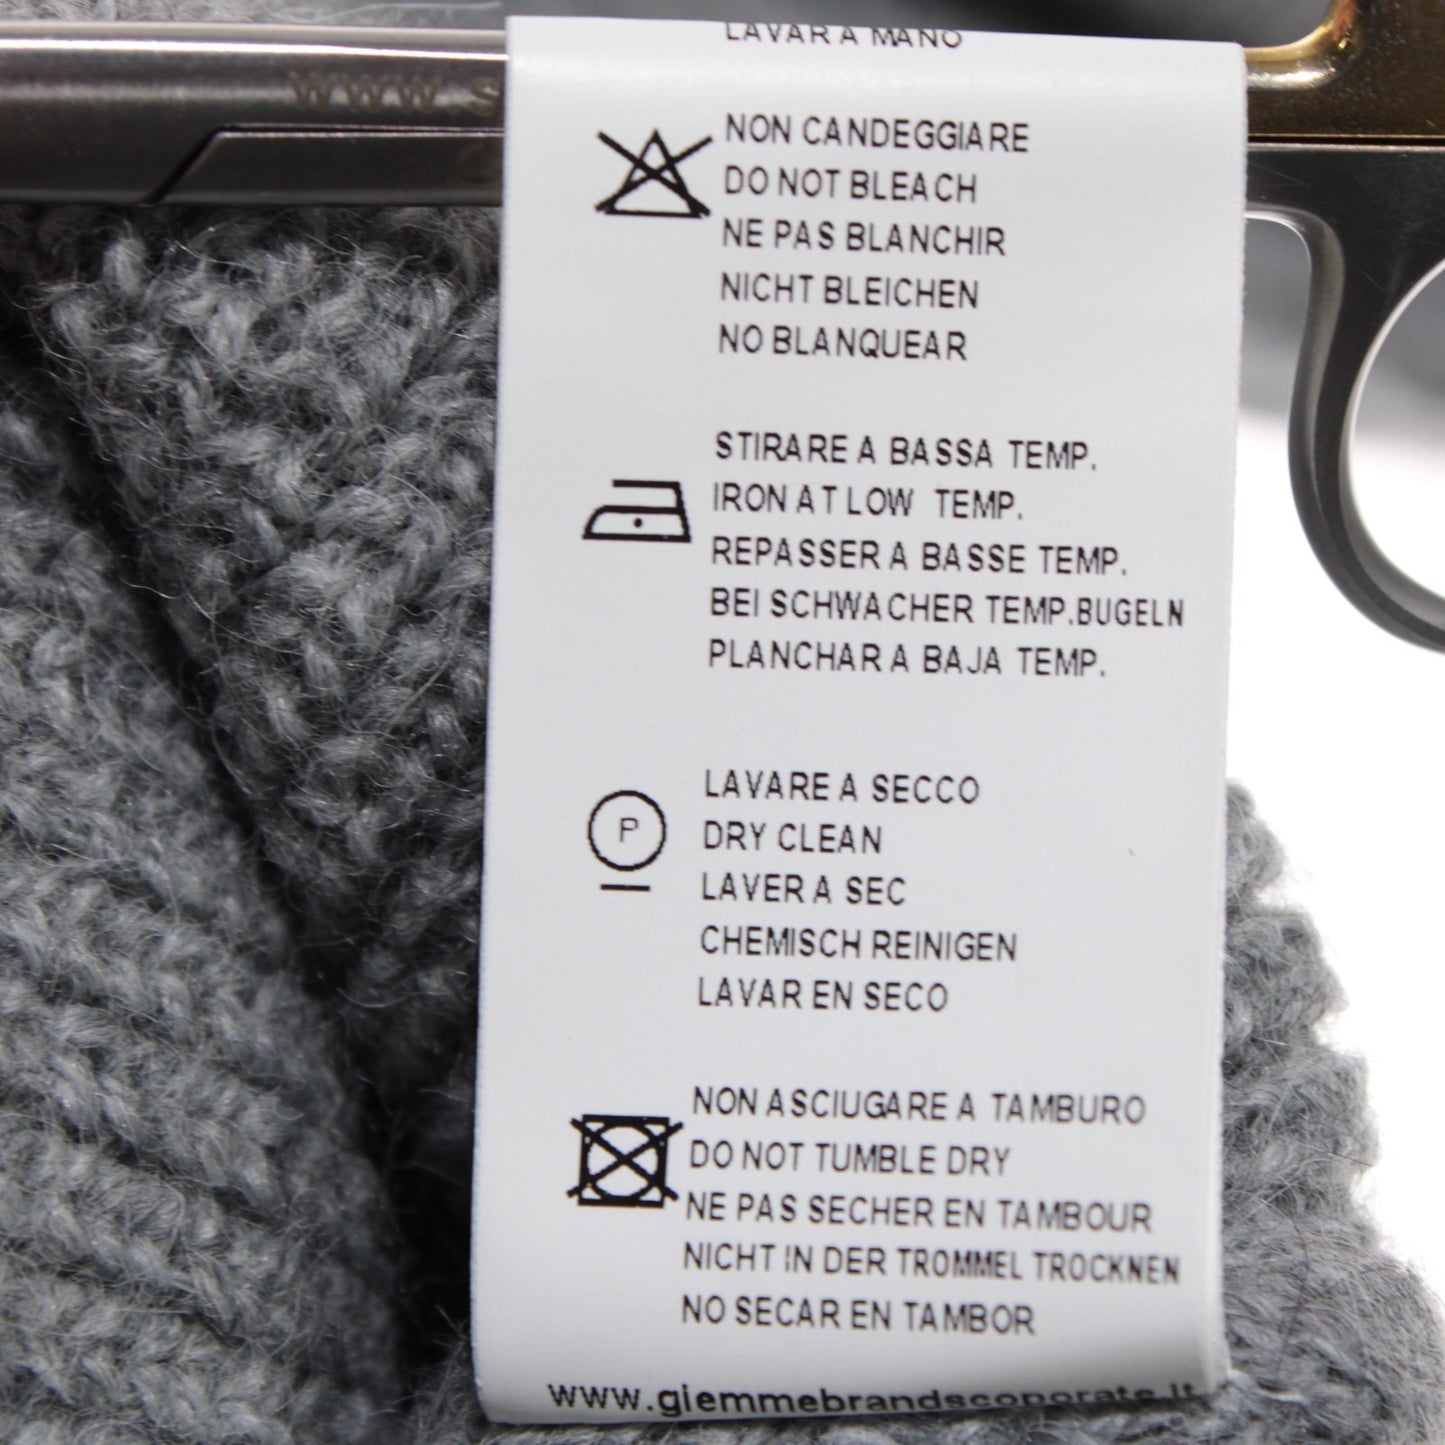 www.s
LAVAR A MANO
NON CANDEGGIARE
DO NOT BLEACH
NE PAS BLANCHIR
NICHT BLEICHEN
NO BLANQUEAR
STIRARE A BASSA TEMP.
IRON AT LOW TEMP.
REPASSER A BASSE TEMP.
BEI SCHWACHER TEMP.BUGELN
PLANCHAR A BAJA TEMP.
P
LAVARE A SECCO
DRY CLEAN
LAVER A SEC
CHEMISCH REINIGEN
LAVAR EN SECO
NON ASCIUGARE A TAMBURO
DO NOT TUMBLE DRY
NE PAS SECHER EN TAMBOUR
NICHT IN DER TROMMEL TROCKNEN
NO SECAR EN TAMBOR
www.giemmebrandscoporate.it